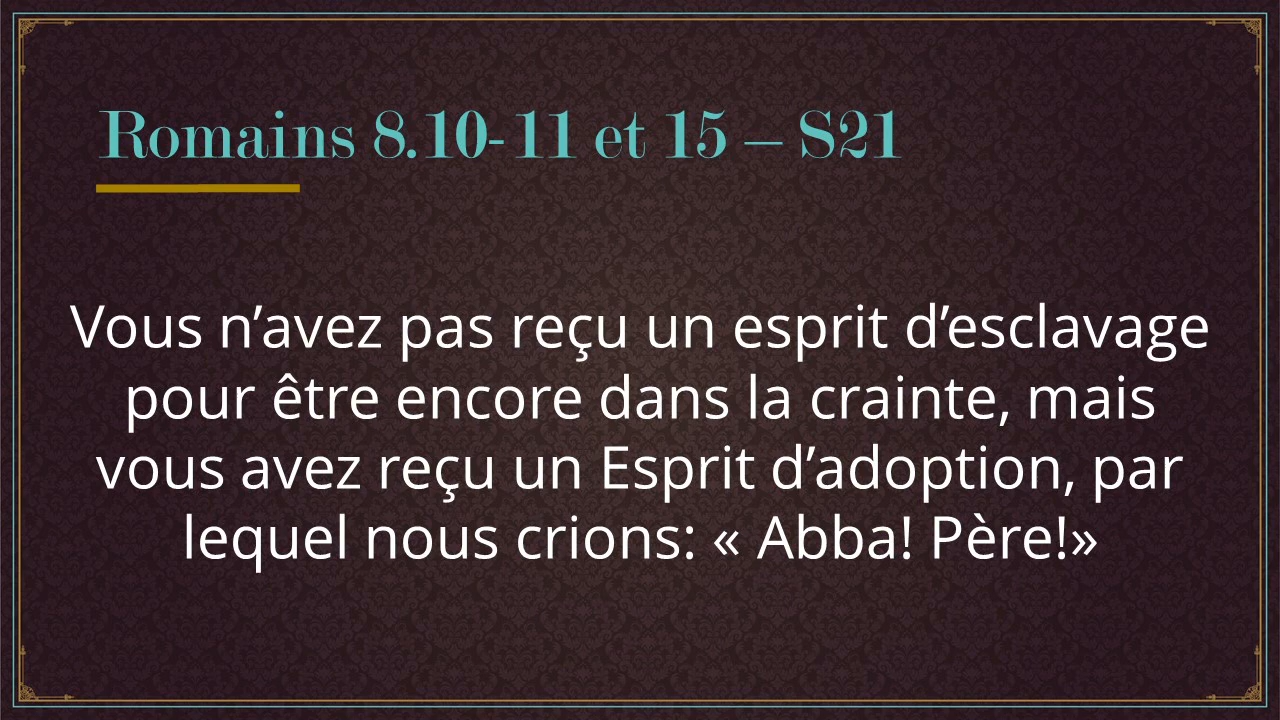 Romains 8.10-11 et 15 – S21
Vous n’avez pas reçu un esprit d’esclavage
pour être encore dans la crainte, mais
vous avez reçu un Esprit d’adoption, par
lequel nous crions: « Abba! Père!»